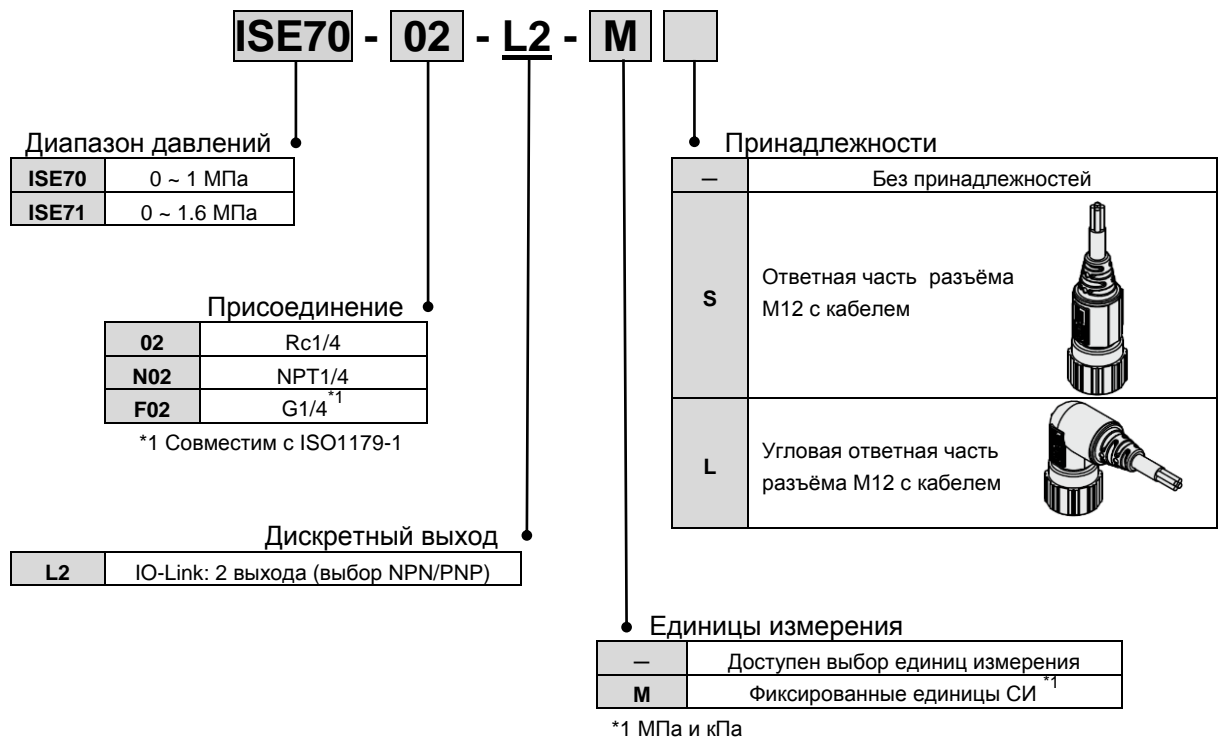 ISE70 - 02 - L2 - M
Диапазон давлений
ISE70 0 ~ 1 МПа
ISE71 0 ~ 1.6 МПа
Присоединение
02 Rc1/4
N02 NPT1/4
F02 G1/4*1
*1 Совместим с ISO1179-1
Дискретный выход
L2 IO-Link: 2 выхода (выбор NPN/PNP)
Принадлежности
— Без принадлежностей
S Ответная часть разъёма
М12 с кабелем
L Угловая ответная часть
разъёма М12 с кабелем
Единицы измерения
— Доступен выбор единиц измерения
М Фиксированные единицы СИ *1
*1 МПа и кПа